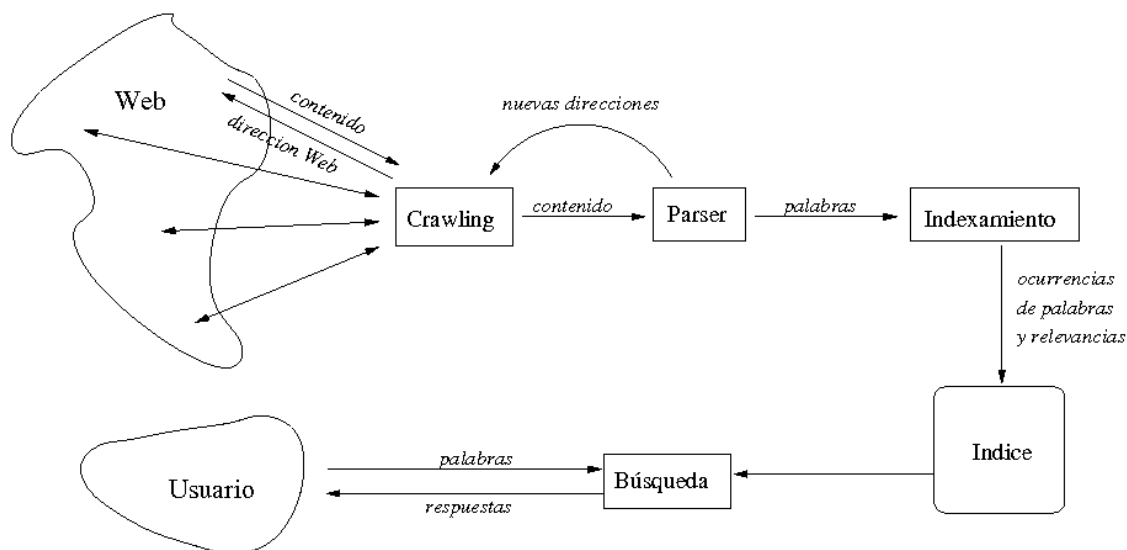 Web
contenido
direccion Web
nuevas direcciones
Crawling
contenido
Parser
palabras
Indexamiento
ocurrencias
de palabras
y relevancias
Indice
Usuario
palabras
respuestas
Búsqueda